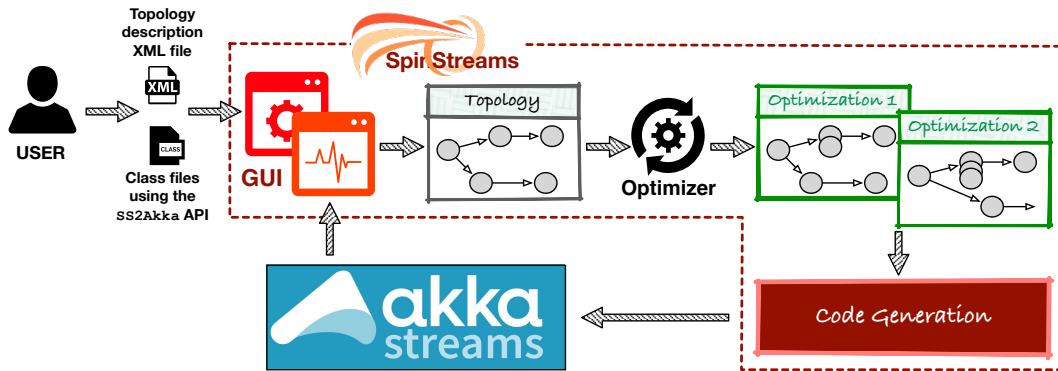 Topology
description
XML file
XML
USER
CLASS
Class files
using the
SS2Akka API
SpinStreams
GUI
Topology
Optimizer
Optimization 1
Optimization 2
akka
streams
Code Generation